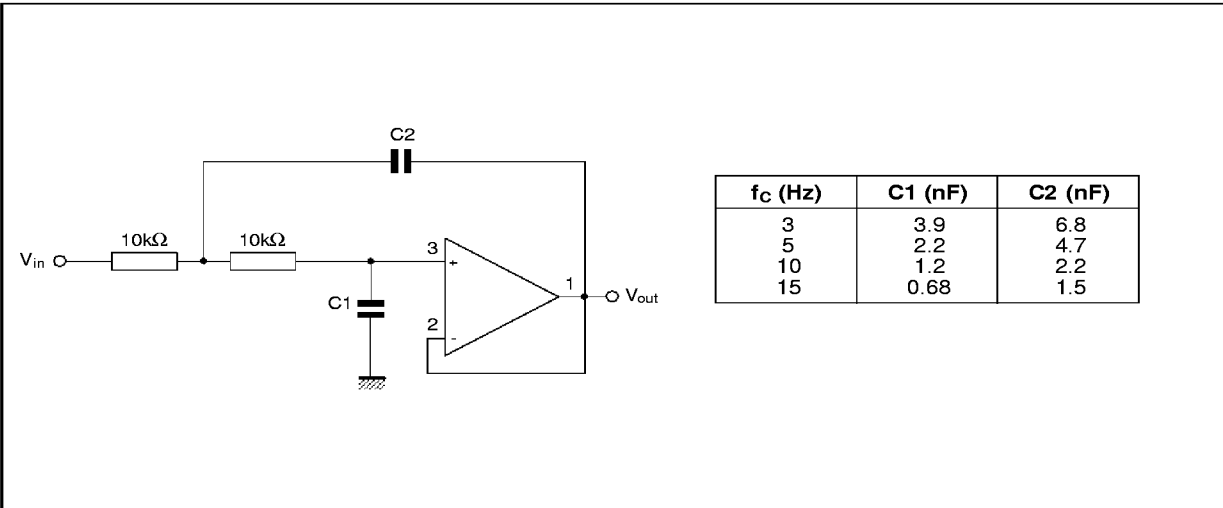 C2
10kΩ
10kΩ
Vin
C1
3
+
2
-
1
Vout
fC (Hz) C1 (nF) C2 (nF)
3 3.9 6.8
5 2.2 4.7
10 1.2 2.2
15 0.68 1.5